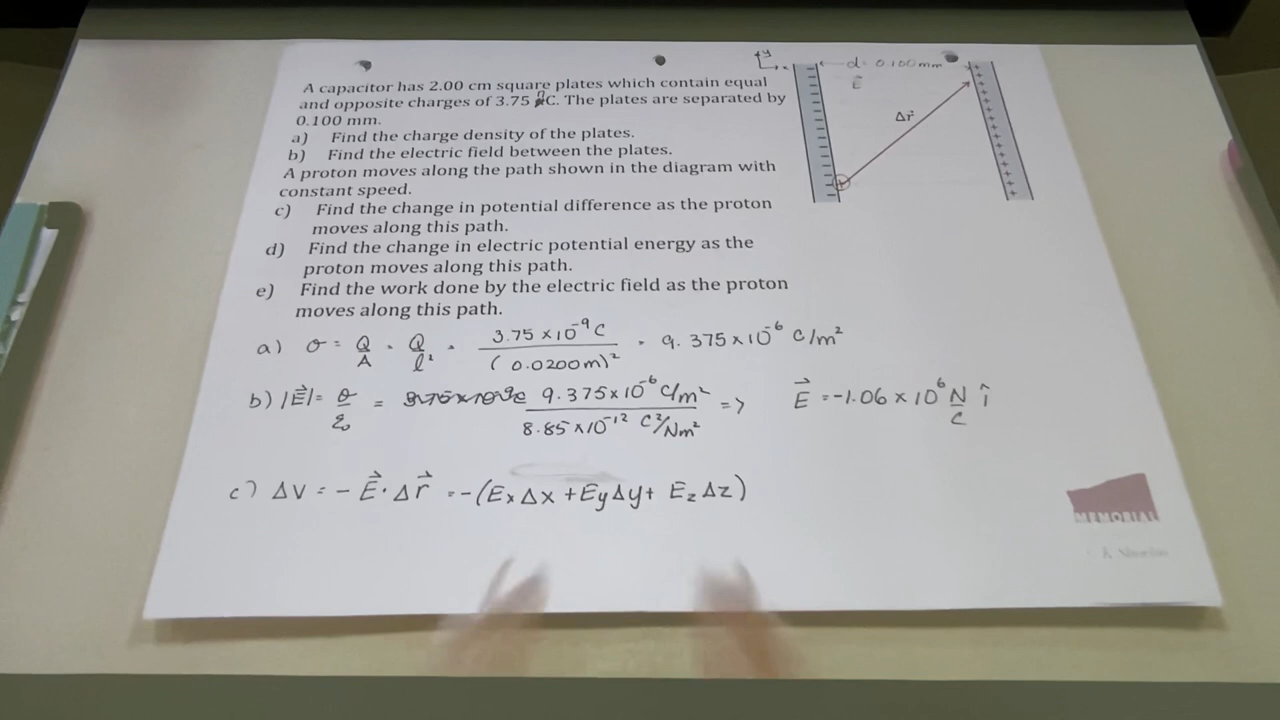 A capacitor has 2.00 cm square plates which contain equal
and opposite charges of 3.75 nC. The plates are separated by
0.100 mm.
a) Find the charge density of the plates.
b) Find the electric field between the plates.
A proton moves along the path shown in the diagram with
constant speed.
c) Find the change in potential difference as the proton
moves along this path.
d) Find the change in electric potential energy as the
proton moves along this path.
e) Find the work done by the electric field as the proton
moves along this path.
y
x
d = 0.100mm
E⃗
Δr⃗
a) σ = Q/A = Q/l² = 3.75 × 10⁻⁹ C / (0.0200m)² = 9.375 × 10⁻⁶ C/m²
b) |E⃗| = σ/ε₀ = 9.375 × 10⁻⁶ C/m² / 8.85 × 10⁻¹² C²/Nm² => E⃗ = -1.06 × 10⁶ N/C î
c) ΔV = - E⃗ · Δr⃗ = -(ExΔx + EyΔy + EzΔz)
MEMORIAL